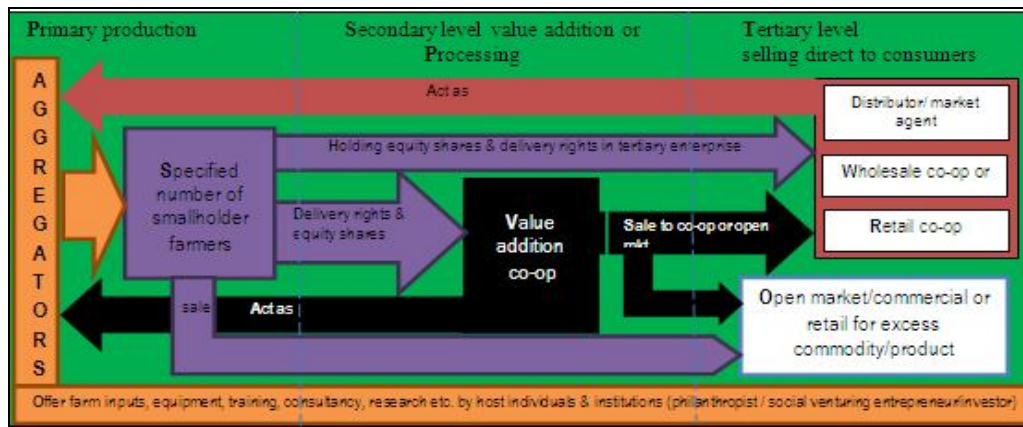 Primary production
Secondary level value addition or
Processing
Tertiary level
selling direct to consumers
AGGREGATORS
Act as
Distributor/ market
agent
Holding equity shares & delivery rights in tertiary enterprise
Wholesale co-op or
Specified
number of
smallholder
farmers
Delivery rights &
equity shares
Value
addition
co-op
Sale to co-op or open
mkt
Retail co-op
sale
Act as
Open market/commercial or
retail for excess
commodity/product
Offer farm inputs, equipment, training, consultancy, research etc. by host individuals & institutions (philanthropist / social venturing entrepreneur/investor)